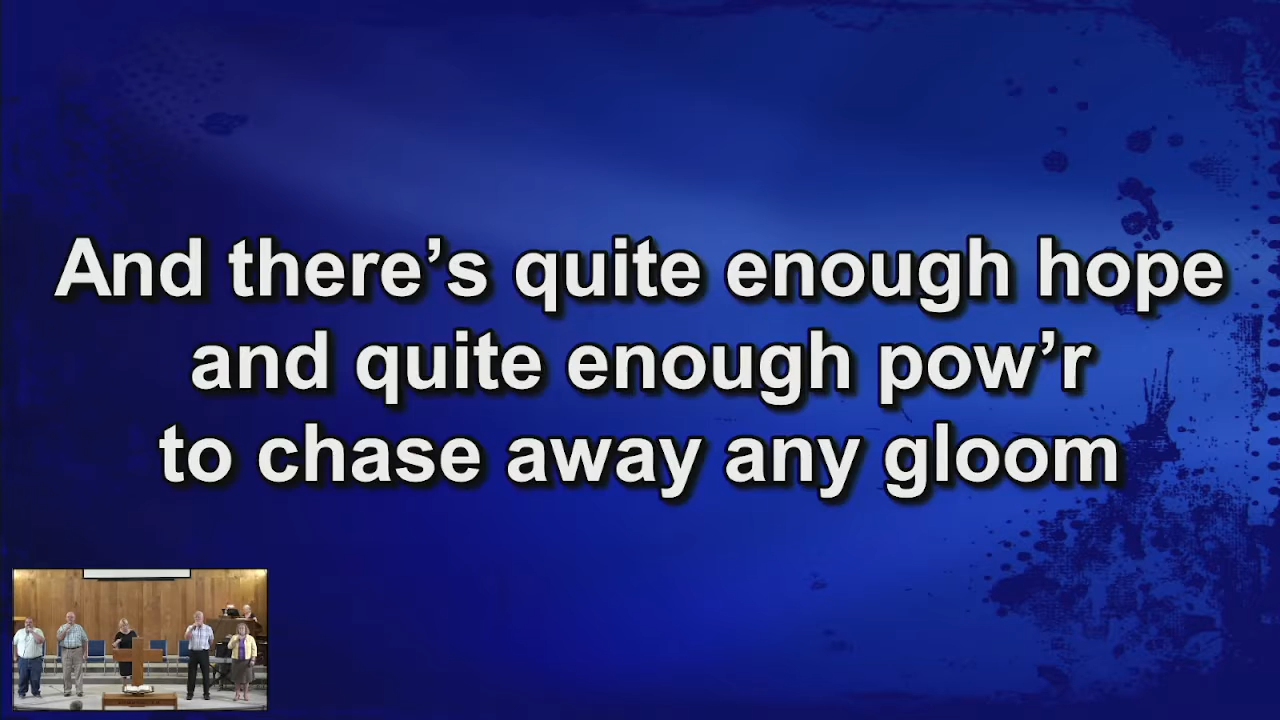 And there’s quite enough hope
and quite enough pow’r
to chase away any gloom